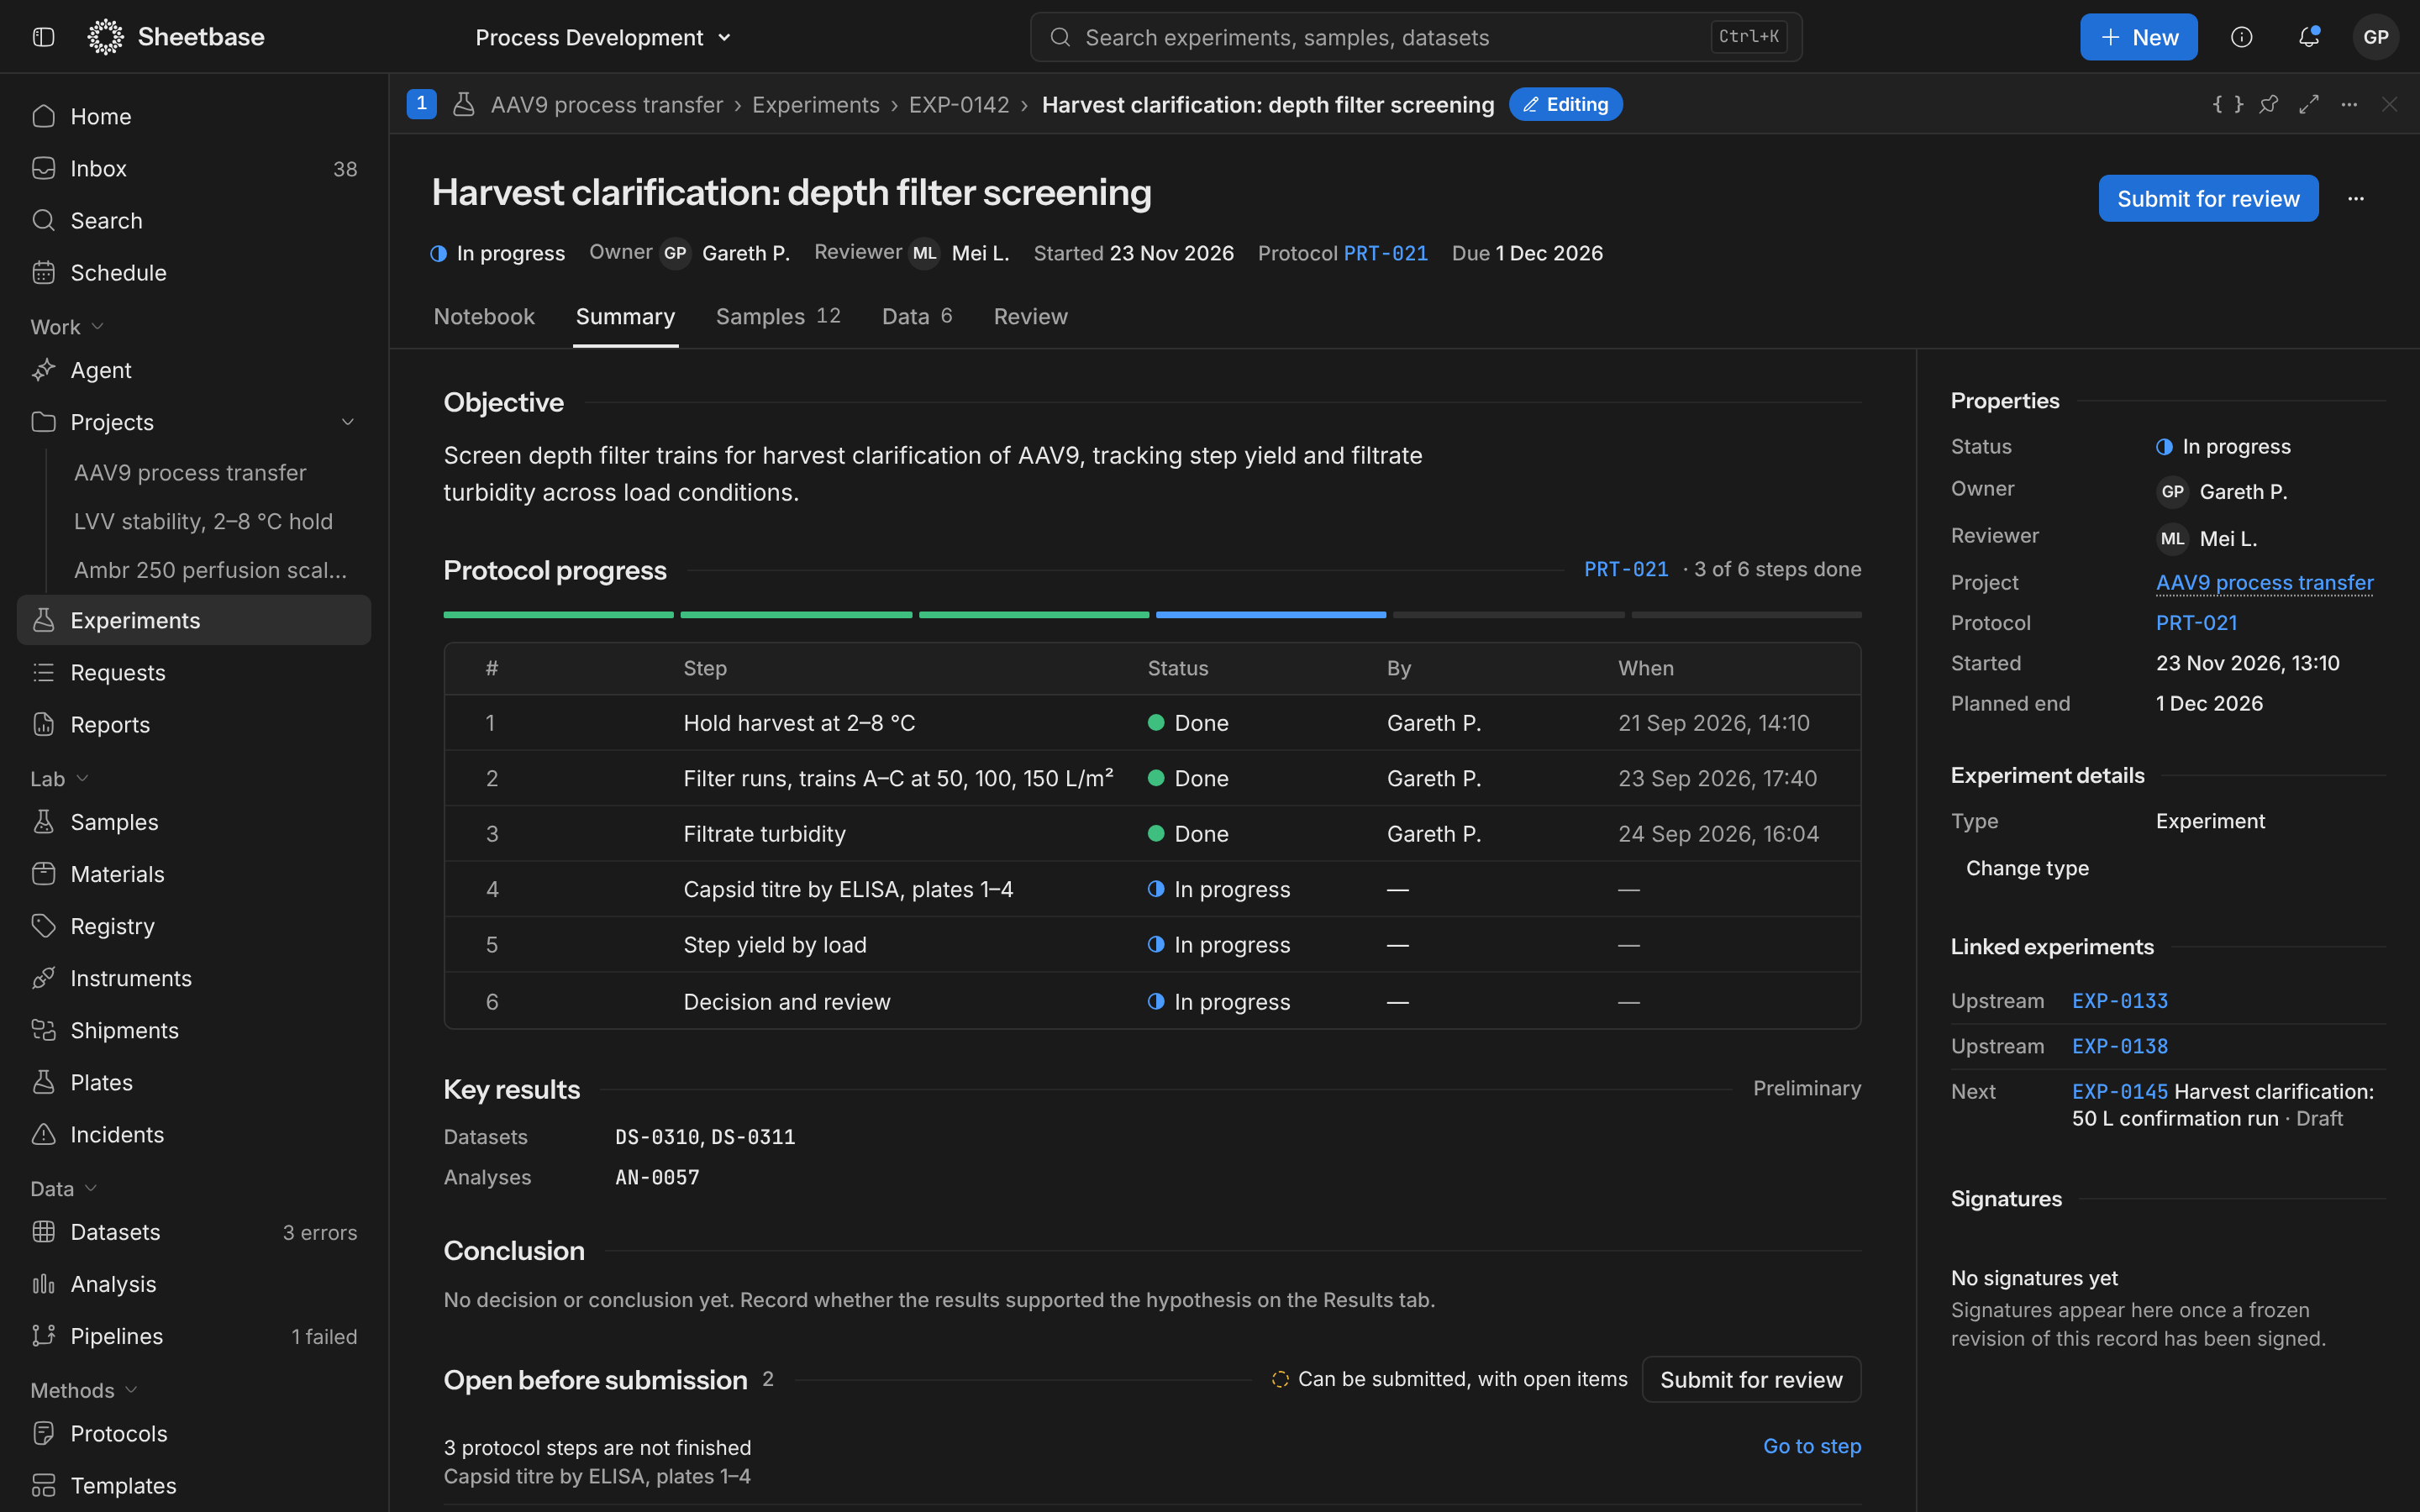 Sheetbase
Process Development
Search experiments, samples, datasets
Ctrl+K
New
GP
Home
Inbox 38
Search
Schedule
Work
Agent
Projects
AAV9 process transfer
LVV stability, 2–8 °C hold
Ambr 250 perfusion scal...
Experiments
Requests
Reports
Lab
Samples
Materials
Registry
Instruments
Shipments
Plates
Incidents
Data
Datasets 3 errors
Analysis
Pipelines 1 failed
Methods
Protocols
Templates
1 AAV9 process transfer › Experiments › EXP-0142 › Harvest clarification: depth filter screening Editing
Harvest clarification: depth filter screening
Submit for review
In progress Owner GP Gareth P. Reviewer ML Mei L. Started 23 Nov 2026 Protocol PRT-021 Due 1 Dec 2026
Notebook Summary Samples 12 Data 6 Review
Objective
Screen depth filter trains for harvest clarification of AAV9, tracking step yield and filtrate
turbidity across load conditions.
Protocol progress PRT-021 · 3 of 6 steps done
# Step Status By When
1 Hold harvest at 2–8 °C Done Gareth P. 21 Sep 2026, 14:10
2 Filter runs, trains A–C at 50, 100, 150 L/m² Done Gareth P. 23 Sep 2026, 17:40
3 Filtrate turbidity Done Gareth P. 24 Sep 2026, 16:04
4 Capsid titre by ELISA, plates 1–4 In progress — —
5 Step yield by load In progress — —
6 Decision and review In progress — —
Key results Preliminary
Datasets DS-0310, DS-0311
Analyses AN-0057
Conclusion
No decision or conclusion yet. Record whether the results supported the hypothesis on the Results tab.
Open before submission 2 Can be submitted, with open items Submit for review
3 protocol steps are not finished Go to step
Capsid titre by ELISA, plates 1–4
Properties
Status In progress
Owner GP Gareth P.
Reviewer ML Mei L.
Project AAV9 process transfer
Protocol PRT-021
Started 23 Nov 2026, 13:10
Planned end 1 Dec 2026
Experiment details
Type Experiment
Change type
Linked experiments
Upstream EXP-0133
Upstream EXP-0138
Next EXP-0145 Harvest clarification:
50 L confirmation run · Draft
Signatures
No signatures yet
Signatures appear here once a frozen
revision of this record has been signed.